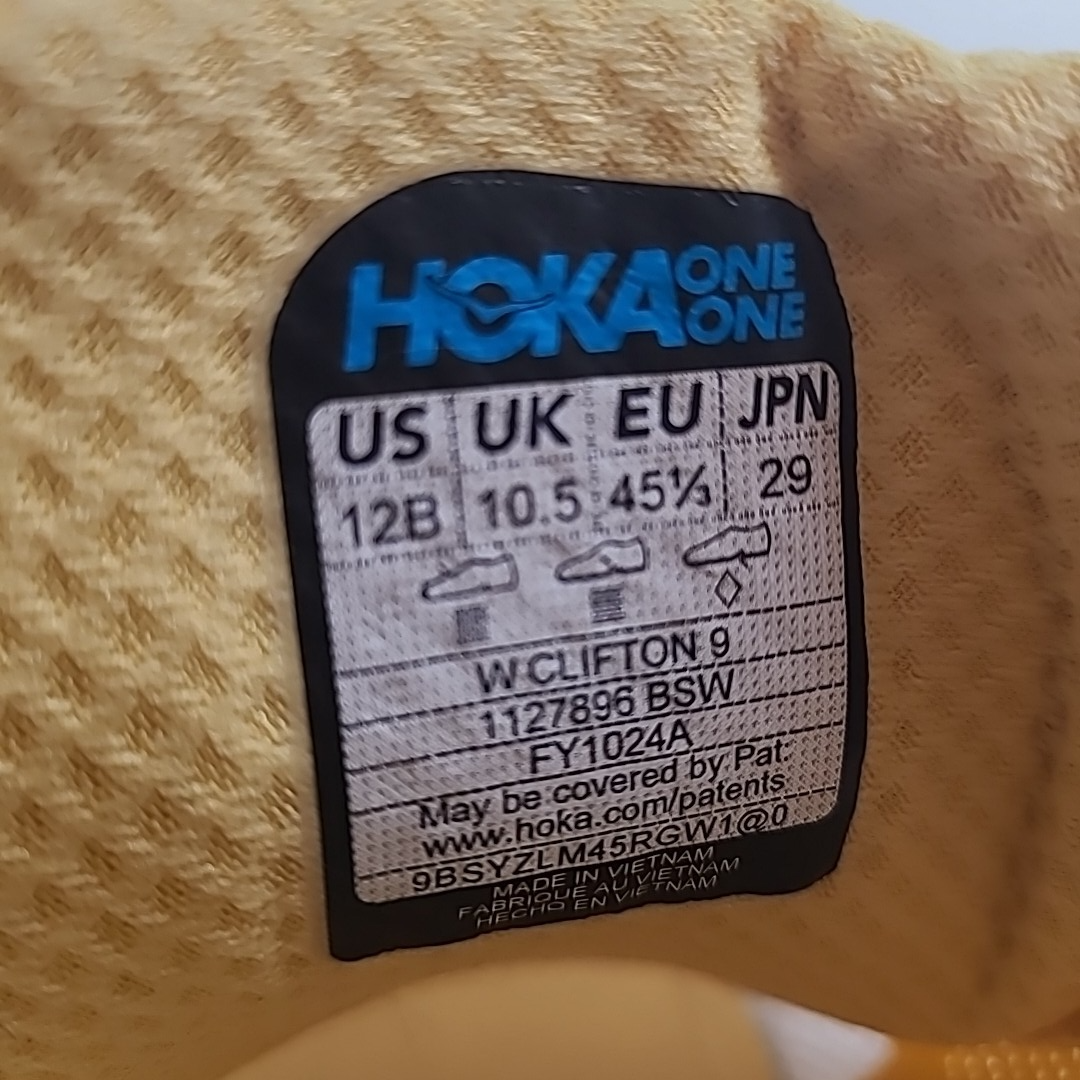 HOKA ONE ONE
US UK EU JPN
12B 10.5 45⅓ 29
W CLIFTON 9
1127896 BSW
FY1024A
May be covered by Pat:
www.hoka.com/patents
9BSYZLM45RGW1@0
MADE IN VIETNAM
FABRIQUE AU VIETNAM
HECHO EN VIETNAM